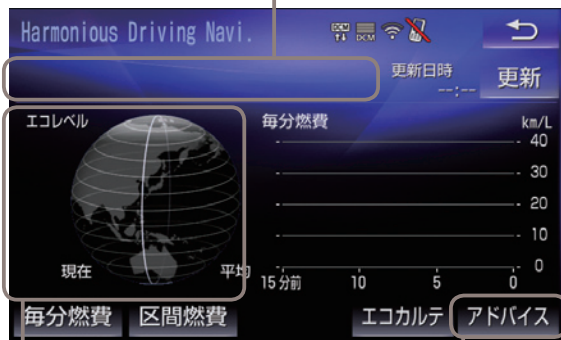 Harmonious Driving Navi.
DCM
DCM
更新日時
--:--
更新
エコレベル
毎分燃費
km/L
40
30
20
10
0
現在
平均
15分前
10
5
0
毎分燃費
区間燃費
エコカルテ
アドバイス